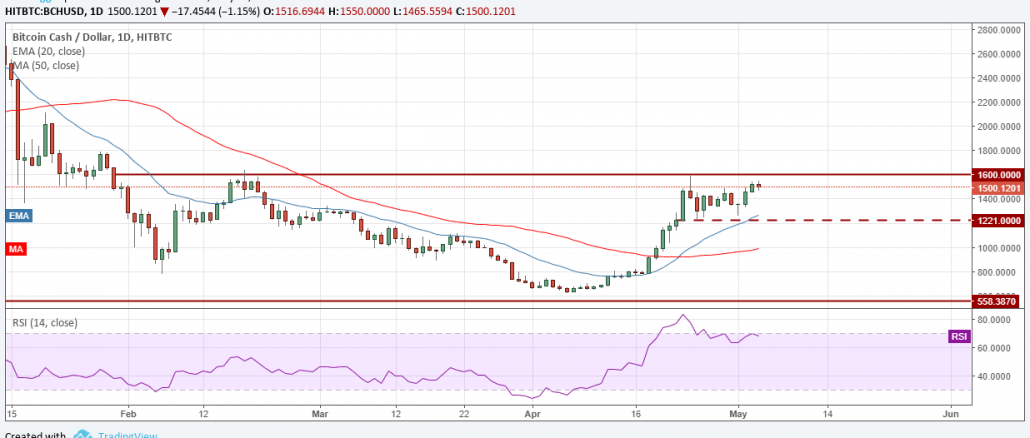 HITBTC:BCHUSD, 1D 1500.1201 ▼ −17.4544 (−1.15%) O:1516.6944 H:1550.0000 L:1465.5594 C:1500.1201
Bitcoin Cash / Dollar, 1D, HITBTC
EMA (20, close)
MA (50, close)
2800.0000
2600.0000
2400.0000
2200.0000
2000.0000
1800.0000
1600.0000
1500.1201
1400.0000
EMA
1221.0000
MA
1000.0000
800.0000
558.3870
RSI (14, close)
80.0000
RSI
60.0000
40.0000
15 Feb 12 Mar 12 22 Apr 16 May 14 Jun
Created with TradingView